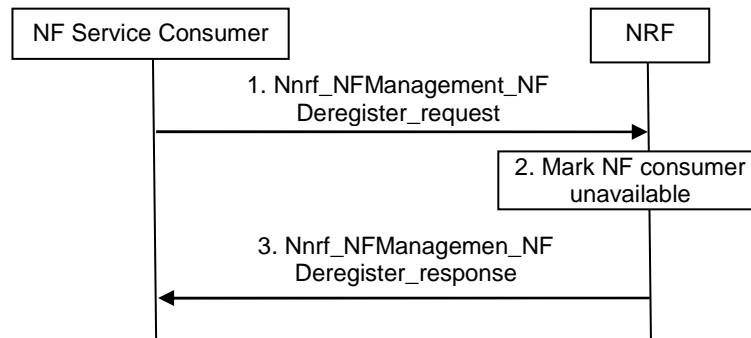 NF Service Consumer
NRF
1. Nnrf_NFManagement_NF
Deregister_request
2. Mark NF consumer
unavailable
3. Nnrf_NFManagemen_NF
Deregister_response